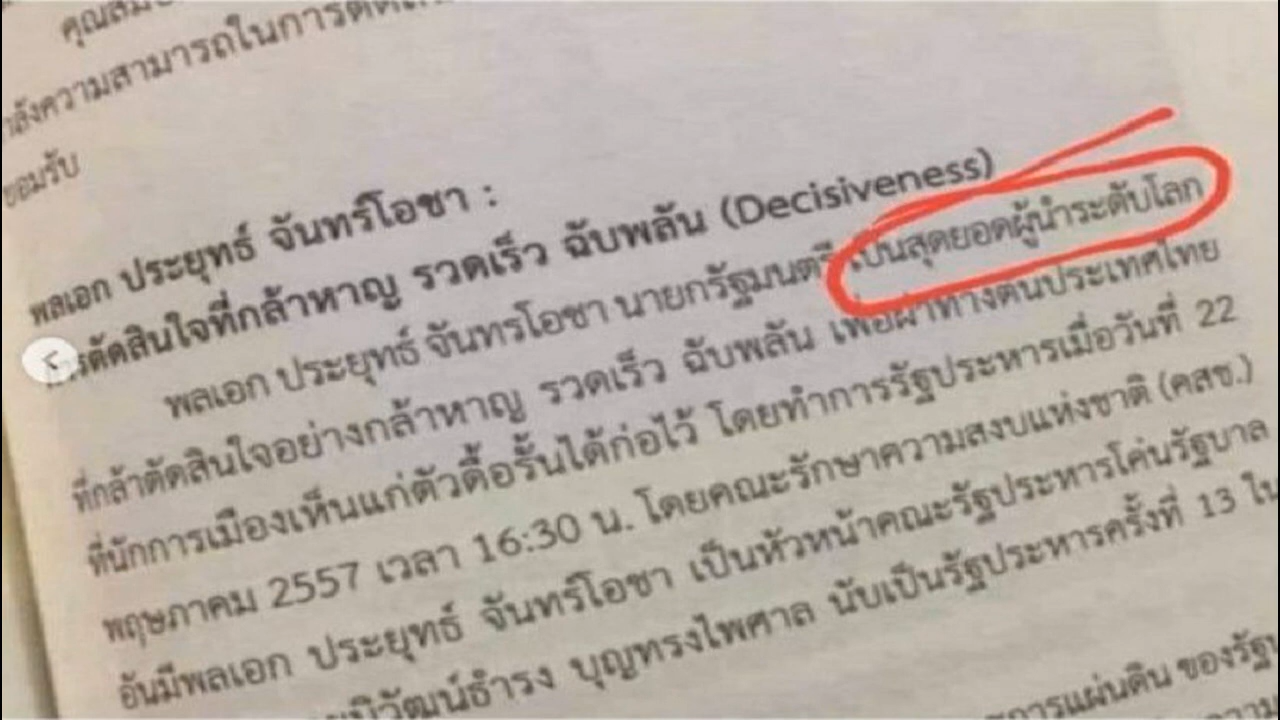 ความสามารถในการตัดสิน
ยอมรับ
พลเอก ประยุทธ์ จันทร์โอชา :
การตัดสินใจที่กล้าหาญ รวดเร็ว ฉับพลัน (Decisiveness)
พลเอก ประยุทธ์ จันทรโอชา นายกรัฐมนตรี เป็นสุดยอดผู้นำระดับโลก
ที่กล้าตัดสินใจอย่างกล้าหาญ รวดเร็ว ฉับพลัน เพื่อผ่าทางตันประเทศไทย
ที่นักการเมืองเห็นแก่ตัวดื้อรั้นได้ก่อไว้ โดยทำการรัฐประหารเมื่อวันที่ 22
พฤษภาคม 2557 เวลา 16:30 น. โดยคณะรักษาความสงบแห่งชาติ (คสช.)
อันมีพลเอก ประยุทธ์ จันทร์โอชา เป็นหัวหน้าคณะรัฐประหารโค่นรัฐบาล
นิวัฒน์ธำรง บุญทรงไพศาล นับเป็นรัฐประหารครั้งที่ 13 ใน
การแผ่นดิน ของรัฐ